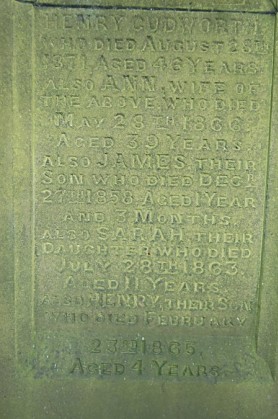 HENRY CUDWORTH
WHO DIED AUGUST 28TH
1871 AGED 43 YEARS.
ALSO ANN, WIFE OF
THE ABOVE, WHO DIED
MAY 28TH 1866.
AGED 39 YEARS.
ALSO JAMES, THEIR
SON WHO DIED DECR
27TH 1856 AGED 1 YEAR
AND 3 MONTHS.
ALSO SARAH, THEIR
DAUGHTER, WHO DIED
JULY 28TH 1863.
AGED 11 YEARS.
ALSO HENRY, THEIR SON
WHO DIED FEBRUARY
23RD 1865.
AGED 4 YEARS.